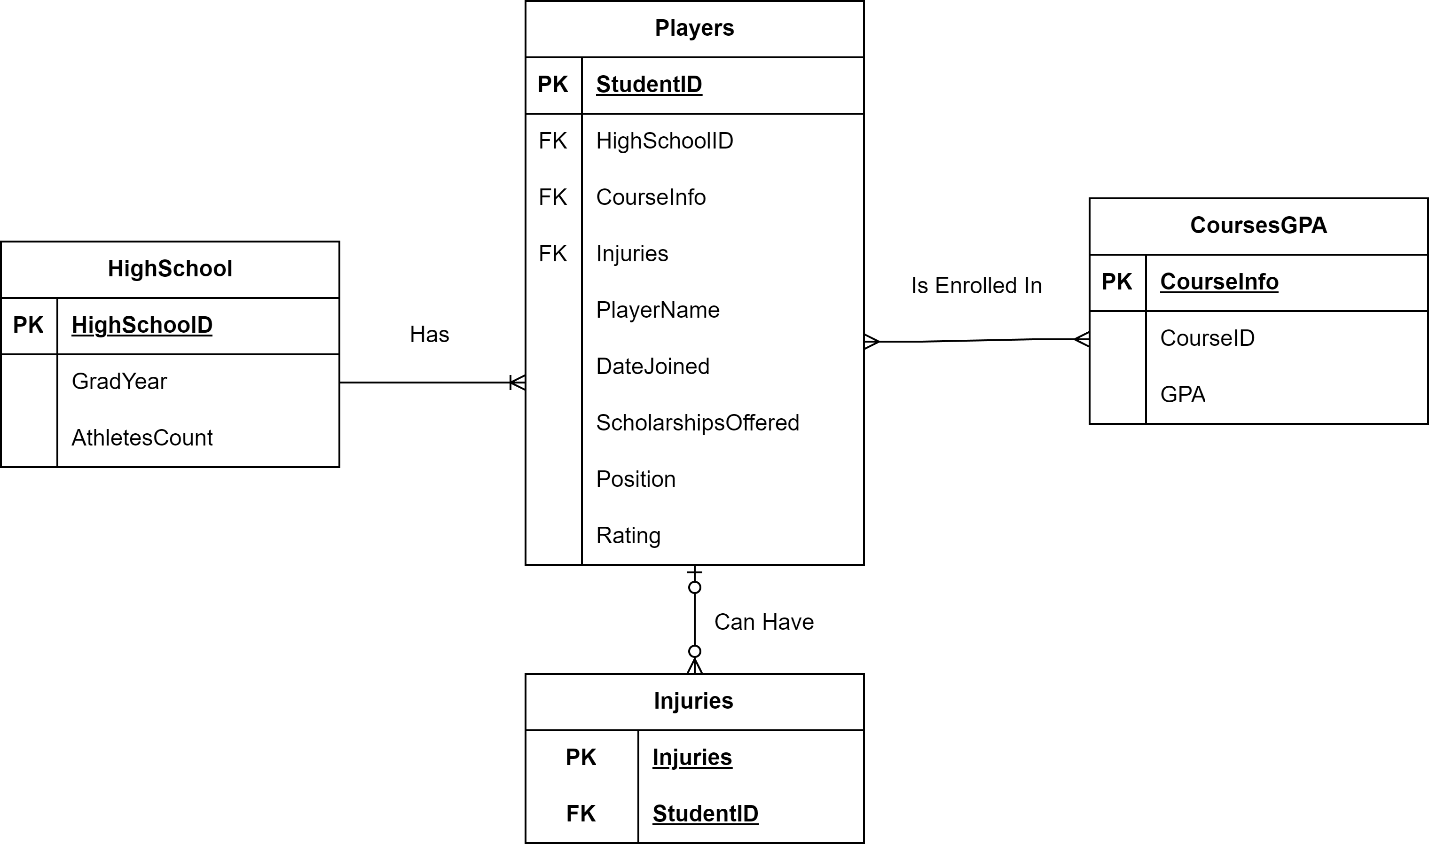 Players
PK StudentID
FK HighSchoolID
FK CourseInfo
FK Injuries
PlayerName
DateJoined
ScholarshipsOffered
Position
Rating
HighSchool
PK HighSchoolD
GradYear
AthletesCount
Has
Is Enrolled In
CoursesGPA
PK CourseInfo
CourseID
GPA
Can Have
Injuries
PK Injuries
FK StudentID